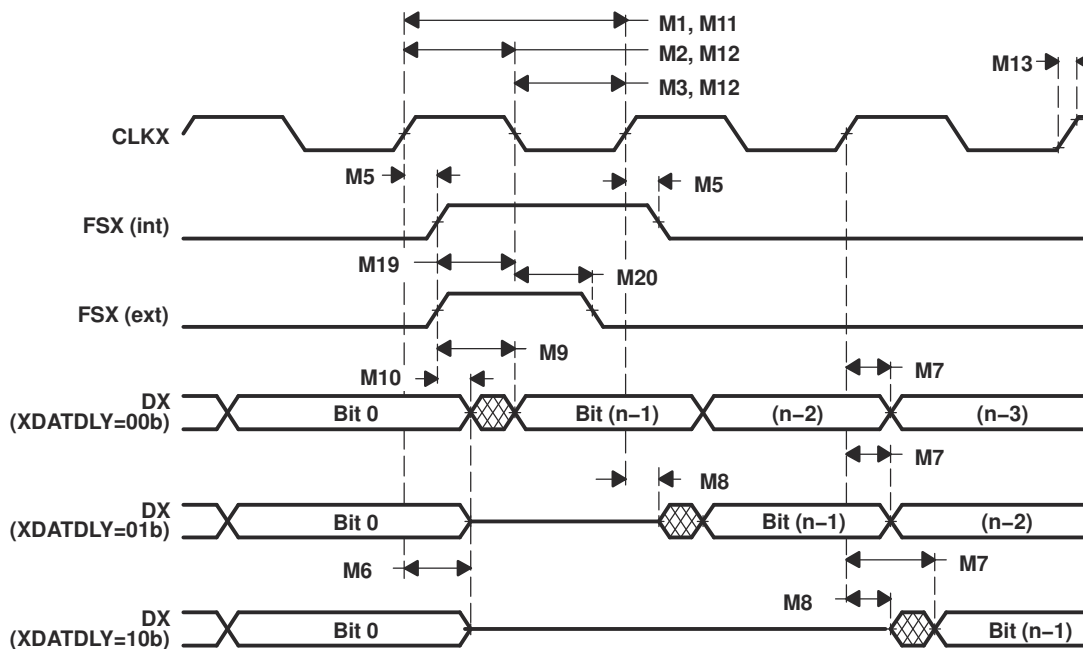 M1, M11
M2, M12
M13
M3, M12
CLKX
M5
M5
FSX (int)
M19
M20
FSX (ext)
M9
M10
M7
DX
(XDATDLY=00b)
Bit 0
Bit (n−1)
(n−2)
(n−3)
M7
M8
DX
(XDATDLY=01b)
Bit 0
Bit (n−1)
(n−2)
M6
M7
M8
DX
(XDATDLY=10b)
Bit 0
Bit (n−1)